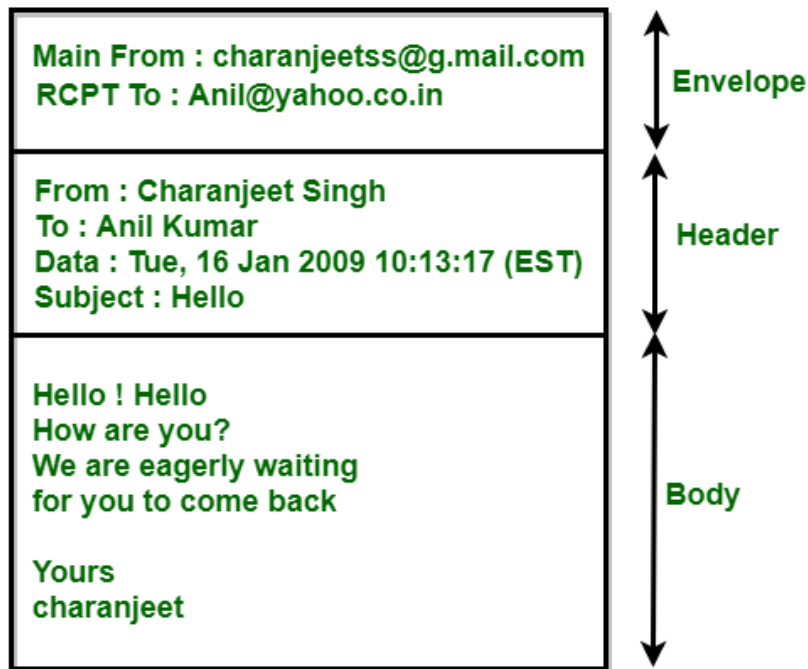 Main From : charanjeetss@g.mail.com
RCPT To : Anil@yahoo.co.in
Envelope
From : Charanjeet Singh
To : Anil Kumar
Data : Tue, 16 Jan 2009 10:13:17 (EST)
Subject : Hello
Header
Hello ! Hello
How are you?
We are eagerly waiting
for you to come back
Yours
charanjeet
Body